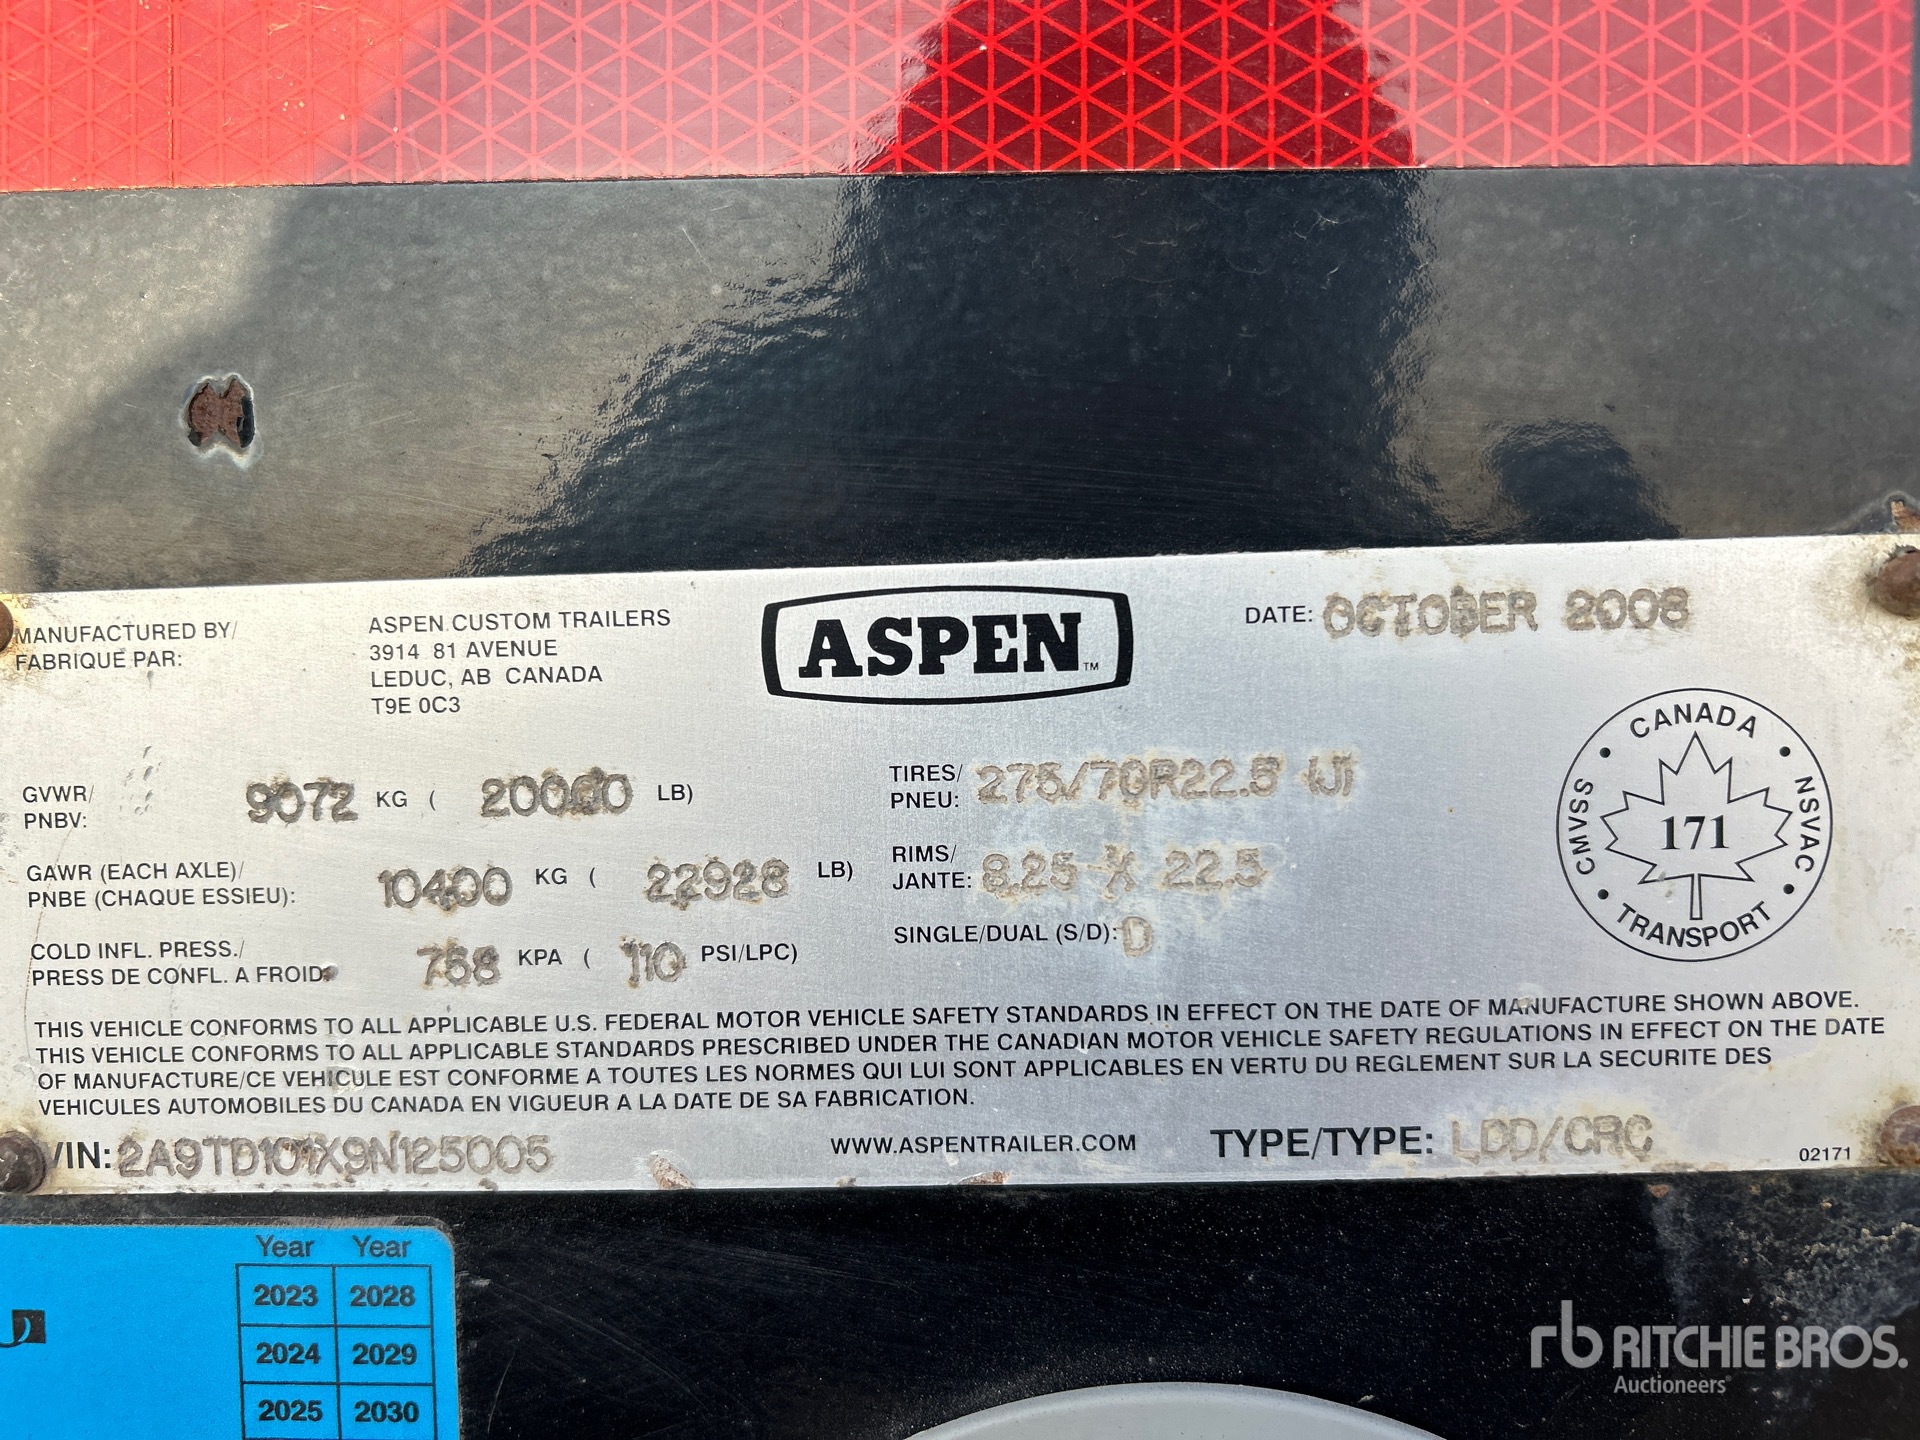 MANUFACTURED BY/
FABRIQUE PAR:
ASPEN CUSTOM TRAILERS
3914 81 AVENUE
LEDUC, AB CANADA
T9E 0C3
ASPEN™
DATE: OCTOBER 2008
GVWR/
PNBV: 9072 KG ( 20000 LB)
GAWR (EACH AXLE)/
PNBE (CHAQUE ESSIEU): 10400 KG ( 22928 LB)
COLD INFL. PRESS./
PRESS DE CONFL. A FROID: 758 KPA ( 110 PSI/LPC)
TIRES/
PNEU: 275/70R22.5 (J)
RIMS/
JANTE: 8.25 X 22.5
SINGLE/DUAL (S/D): D
CANADA
CMVSS
NSVAC
171
TRANSPORT
THIS VEHICLE CONFORMS TO ALL APPLICABLE U.S. FEDERAL MOTOR VEHICLE SAFETY STANDARDS IN EFFECT ON THE DATE OF MANUFACTURE SHOWN ABOVE.
THIS VEHICLE CONFORMS TO ALL APPLICABLE STANDARDS PRESCRIBED UNDER THE CANADIAN MOTOR VEHICLE SAFETY REGULATIONS IN EFFECT ON THE DATE
OF MANUFACTURE/CE VEHICULE EST CONFORME A TOUTES LES NORMES QUI LUI SONT APPLICABLES EN VERTU DU REGLEMENT SUR LA SECURITE DES
VEHICULES AUTOMOBILES DU CANADA EN VIGUEUR A LA DATE DE SA FABRICATION.
VIN: 2A9TD101X9N125005
WWW.ASPENTRAILER.COM
TYPE/TYPE: LDD/CRC
02171
Year Year
2023 2028
2024 2029
2025 2030
rb RITCHIE BROS.
Auctioneers